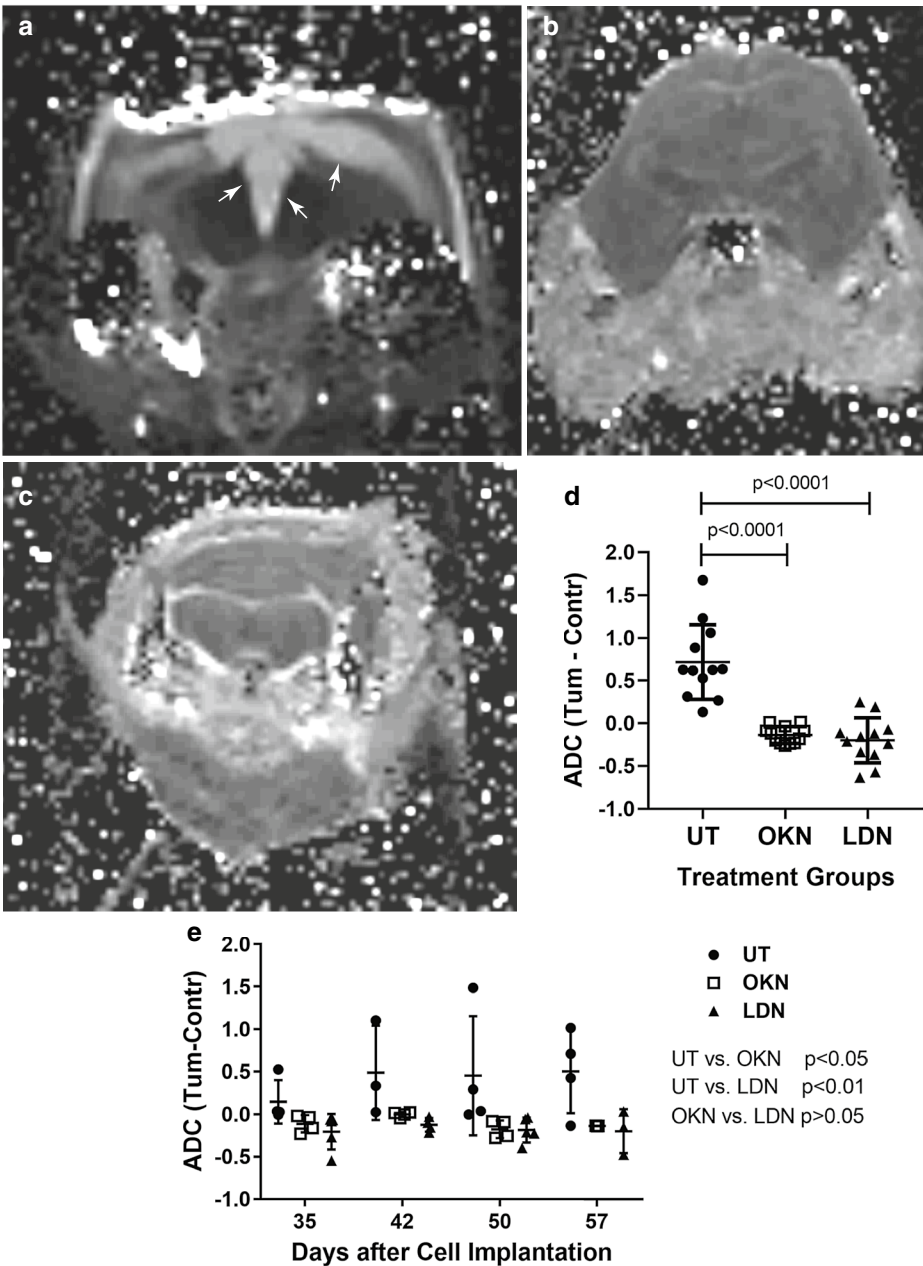 a
b
c
d
p<0.0001
p<0.0001
ADC (Tum - Contr)
2.0
1.5
1.0
0.5
0.0
-0.5
-1.0
UT OKN LDN
Treatment Groups
e
ADC (Tum-Contr)
2.0
1.5
1.0
0.5
0.0
-0.5
-1.0
35 42 50 57
Days after Cell Implantation
UT
OKN
LDN
UT vs. OKN p<0.05
UT vs. LDN p<0.01
OKN vs. LDN p>0.05